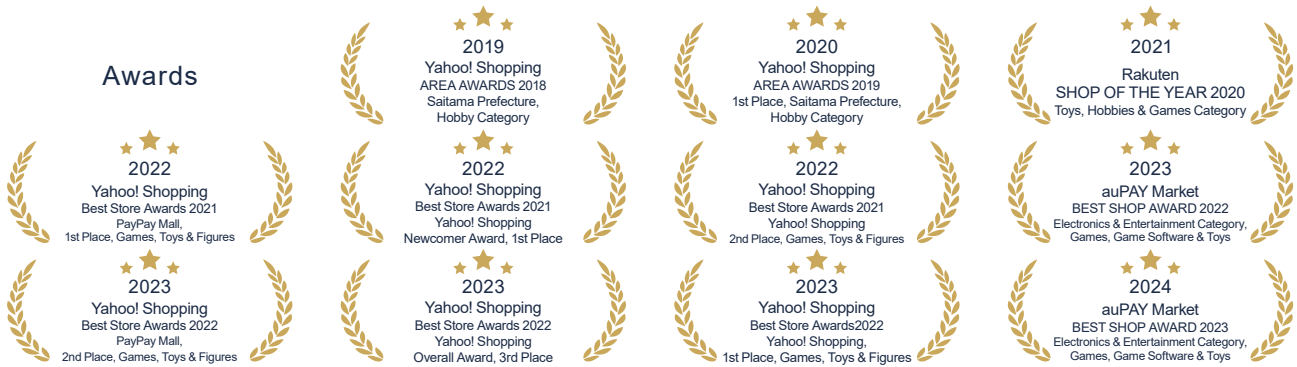 Awards
2019
Yahoo! Shopping
AREA AWARDS 2018
Saitama Prefecture,
Hobby Category
2020
Yahoo! Shopping
AREA AWARDS 2019
1st Place, Saitama Prefecture,
Hobby Category
2021
Rakuten
SHOP OF THE YEAR 2020
Toys, Hobbies & Games Category
2022
Yahoo! Shopping
Best Store Awards 2021
PayPay Mall,
1st Place, Games, Toys & Figures
2022
Yahoo! Shopping
Best Store Awards 2021
Yahoo! Shopping
Newcomer Award, 1st Place
2022
Yahoo! Shopping
Best Store Awards 2021
Yahoo! Shopping
2nd Place, Games, Toys & Figures
2023
auPAY Market
BEST SHOP AWARD 2022
Electronics & Entertainment Category,
Games, Game Software & Toys
2023
Yahoo! Shopping
Best Store Awards 2022
PayPay Mall,
2nd Place, Games, Toys & Figures
2023
Yahoo! Shopping
Best Store Awards 2022
Yahoo! Shopping
Overall Award, 3rd Place
2023
Yahoo! Shopping
Best Store Awards2022
Yahoo! Shopping,
1st Place, Games, Toys & Figures
2024
auPAY Market
BEST SHOP AWARD 2023
Electronics & Entertainment Category,
Games, Game Software & Toys